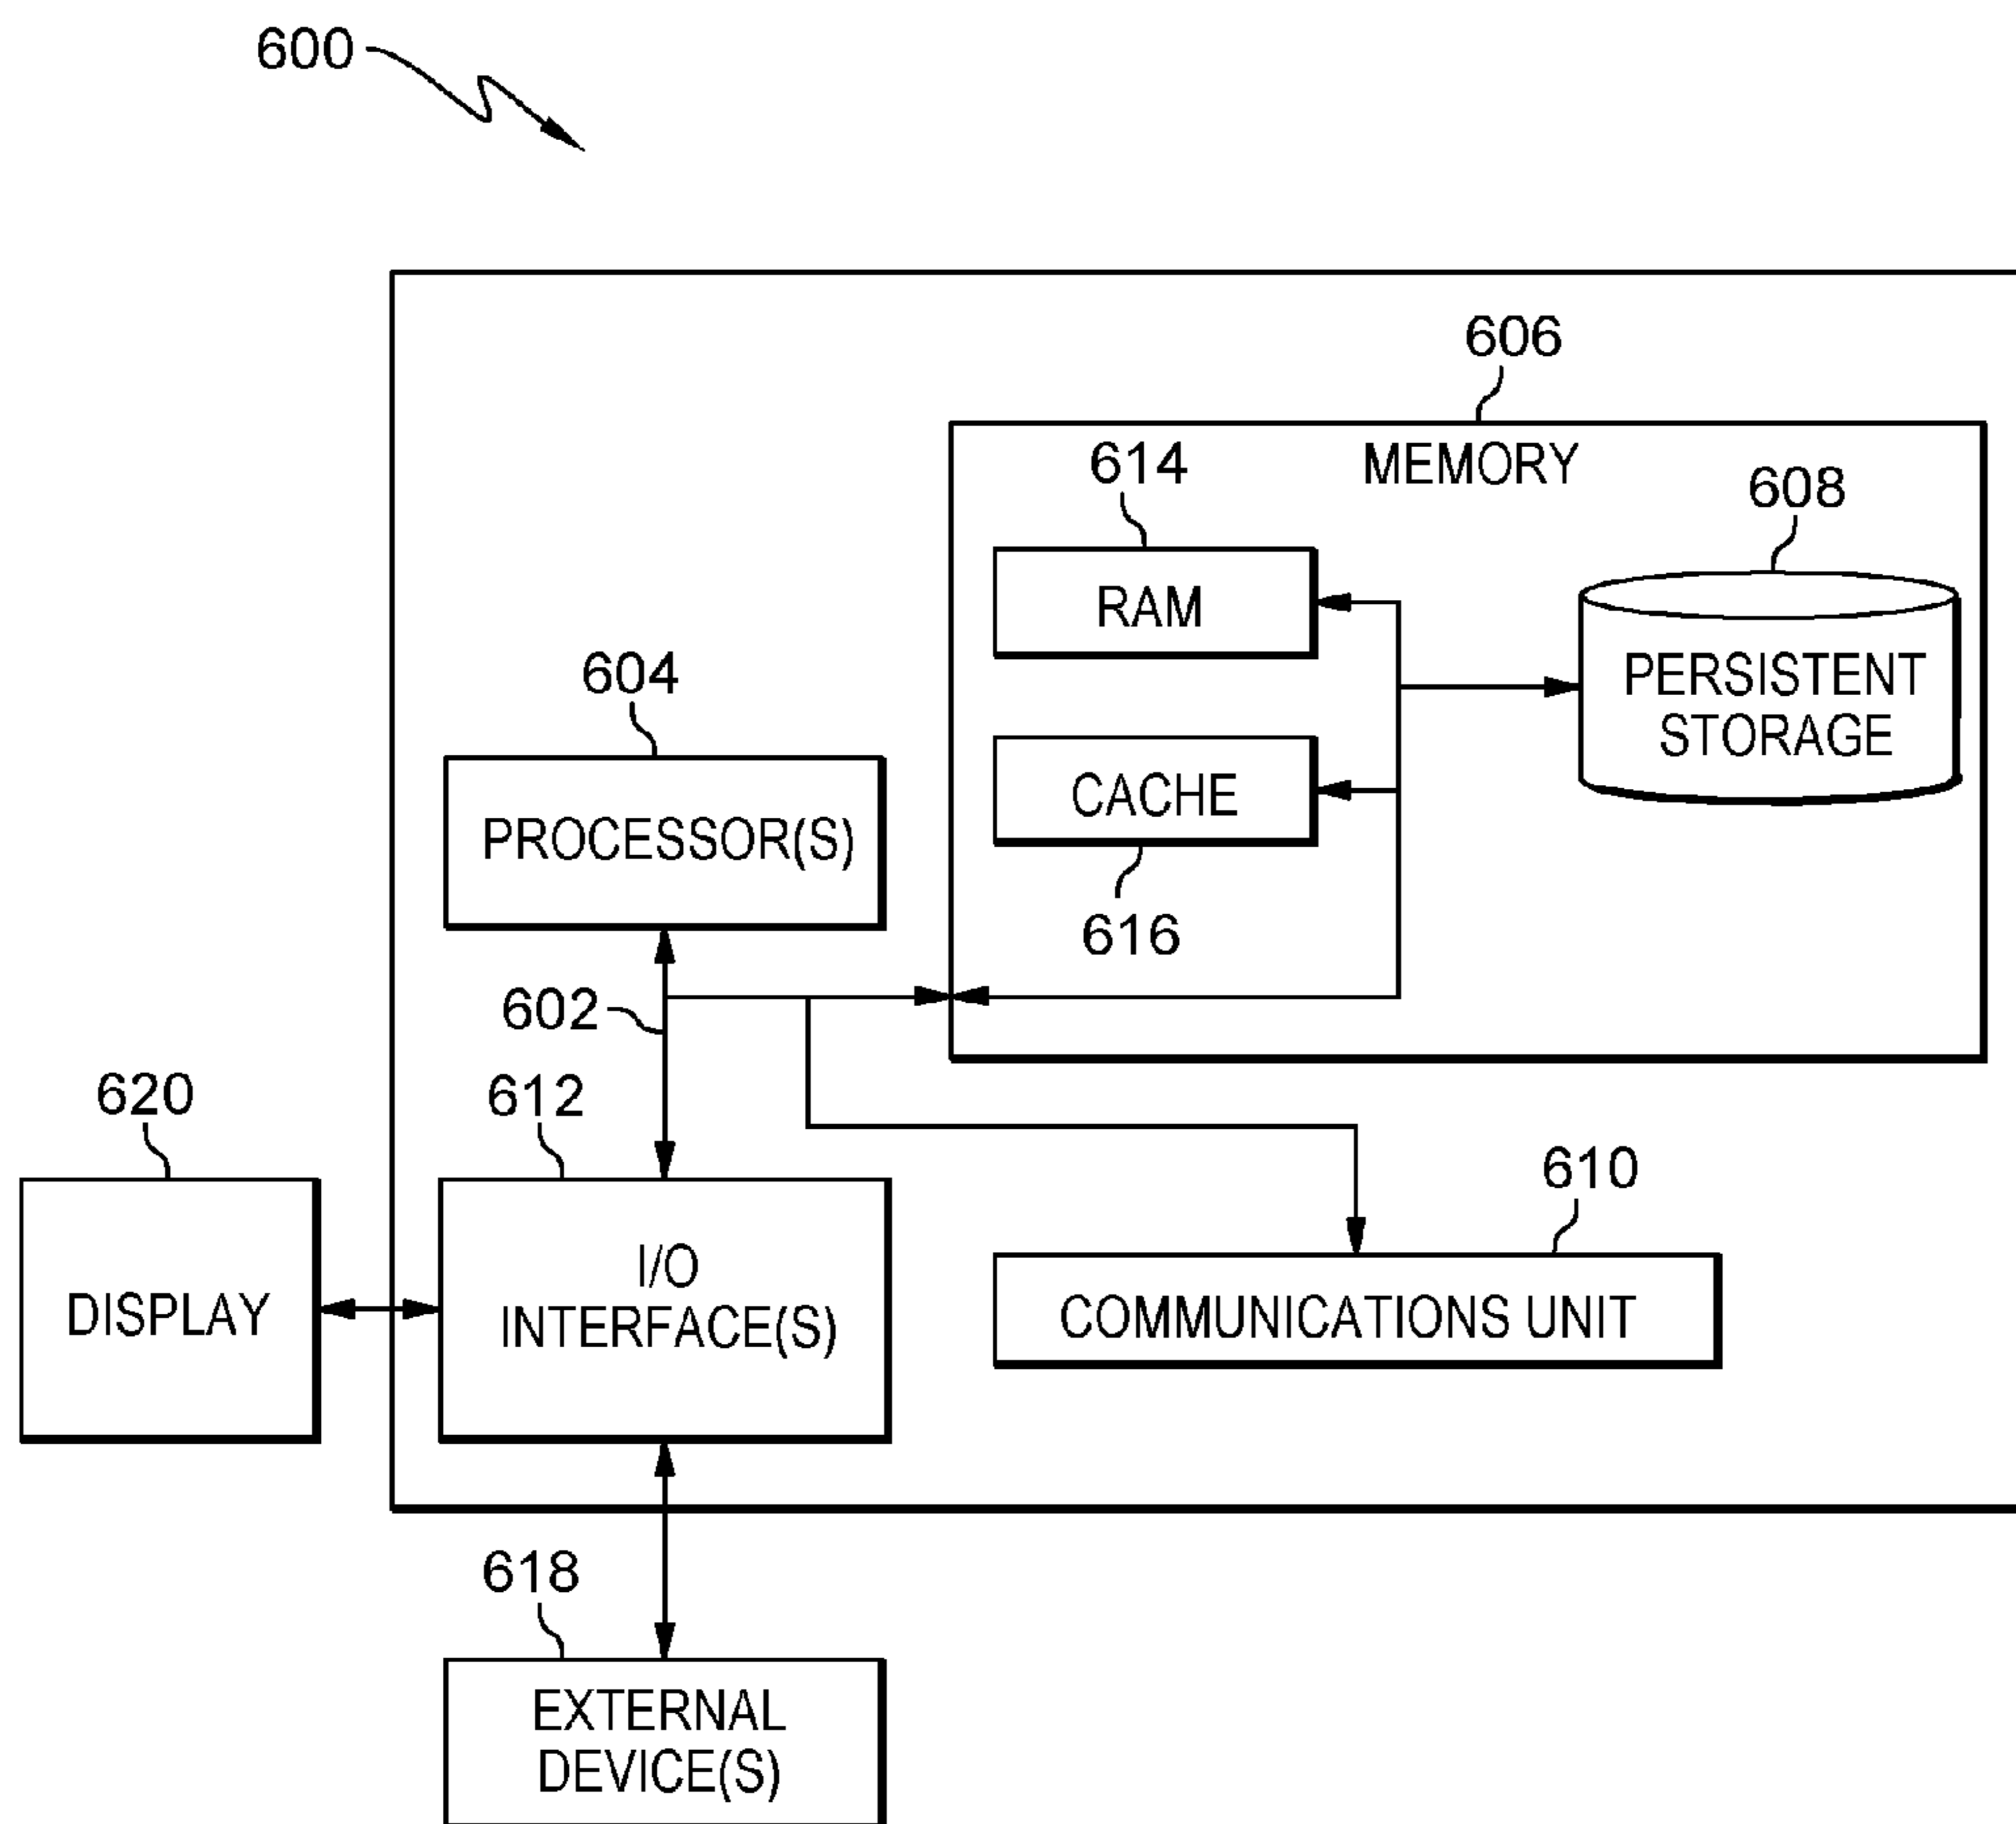 600
606
MEMORY
614
608
RAM
PERSISTENT
STORAGE
604
CACHE
PROCESSOR(S)
616
602
612
620
610
I/O
INTERFACE(S)
DISPLAY
COMMUNICATIONS UNIT
618
EXTERNAL
DEVICE(S)